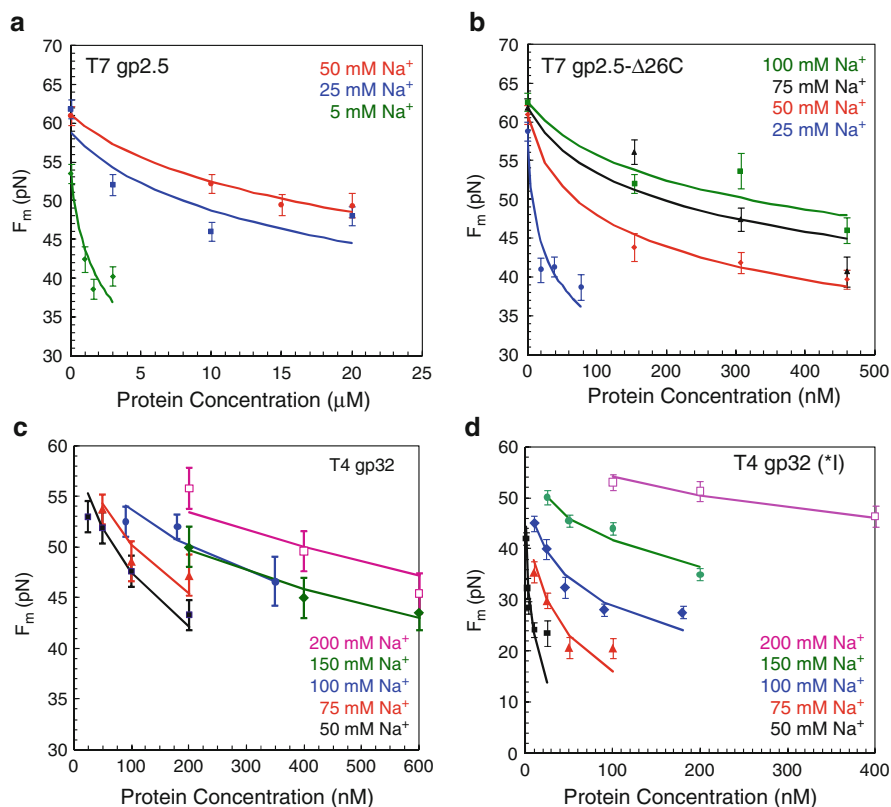 a
T7 gp2.5
50 mM Na⁺
25 mM Na⁺
5 mM Na⁺
70
65
60
55
50
45
40
35
30
0
5
10
15
20
25
Fₘ (pN)
Protein Concentration (μM)
b
T7 gp2.5-Δ26C
100 mM Na⁺
75 mM Na⁺
50 mM Na⁺
25 mM Na⁺
70
65
60
55
50
45
40
35
30
0
100
200
300
400
500
Fₘ (pN)
Protein Concentration (nM)
c
T4 gp32
60
55
50
45
40
35
30
0
100
200
300
400
500
600
200 mM Na⁺
150 mM Na⁺
100 mM Na⁺
75 mM Na⁺
50 mM Na⁺
Fₘ (pN)
Protein Concentration (nM)
d
T4 gp32 (*I)
60
50
40
30
20
10
0
0
100
200
300
400
200 mM Na⁺
150 mM Na⁺
100 mM Na⁺
75 mM Na⁺
50 mM Na⁺
Fₘ (pN)
Protein Concentration (nM)